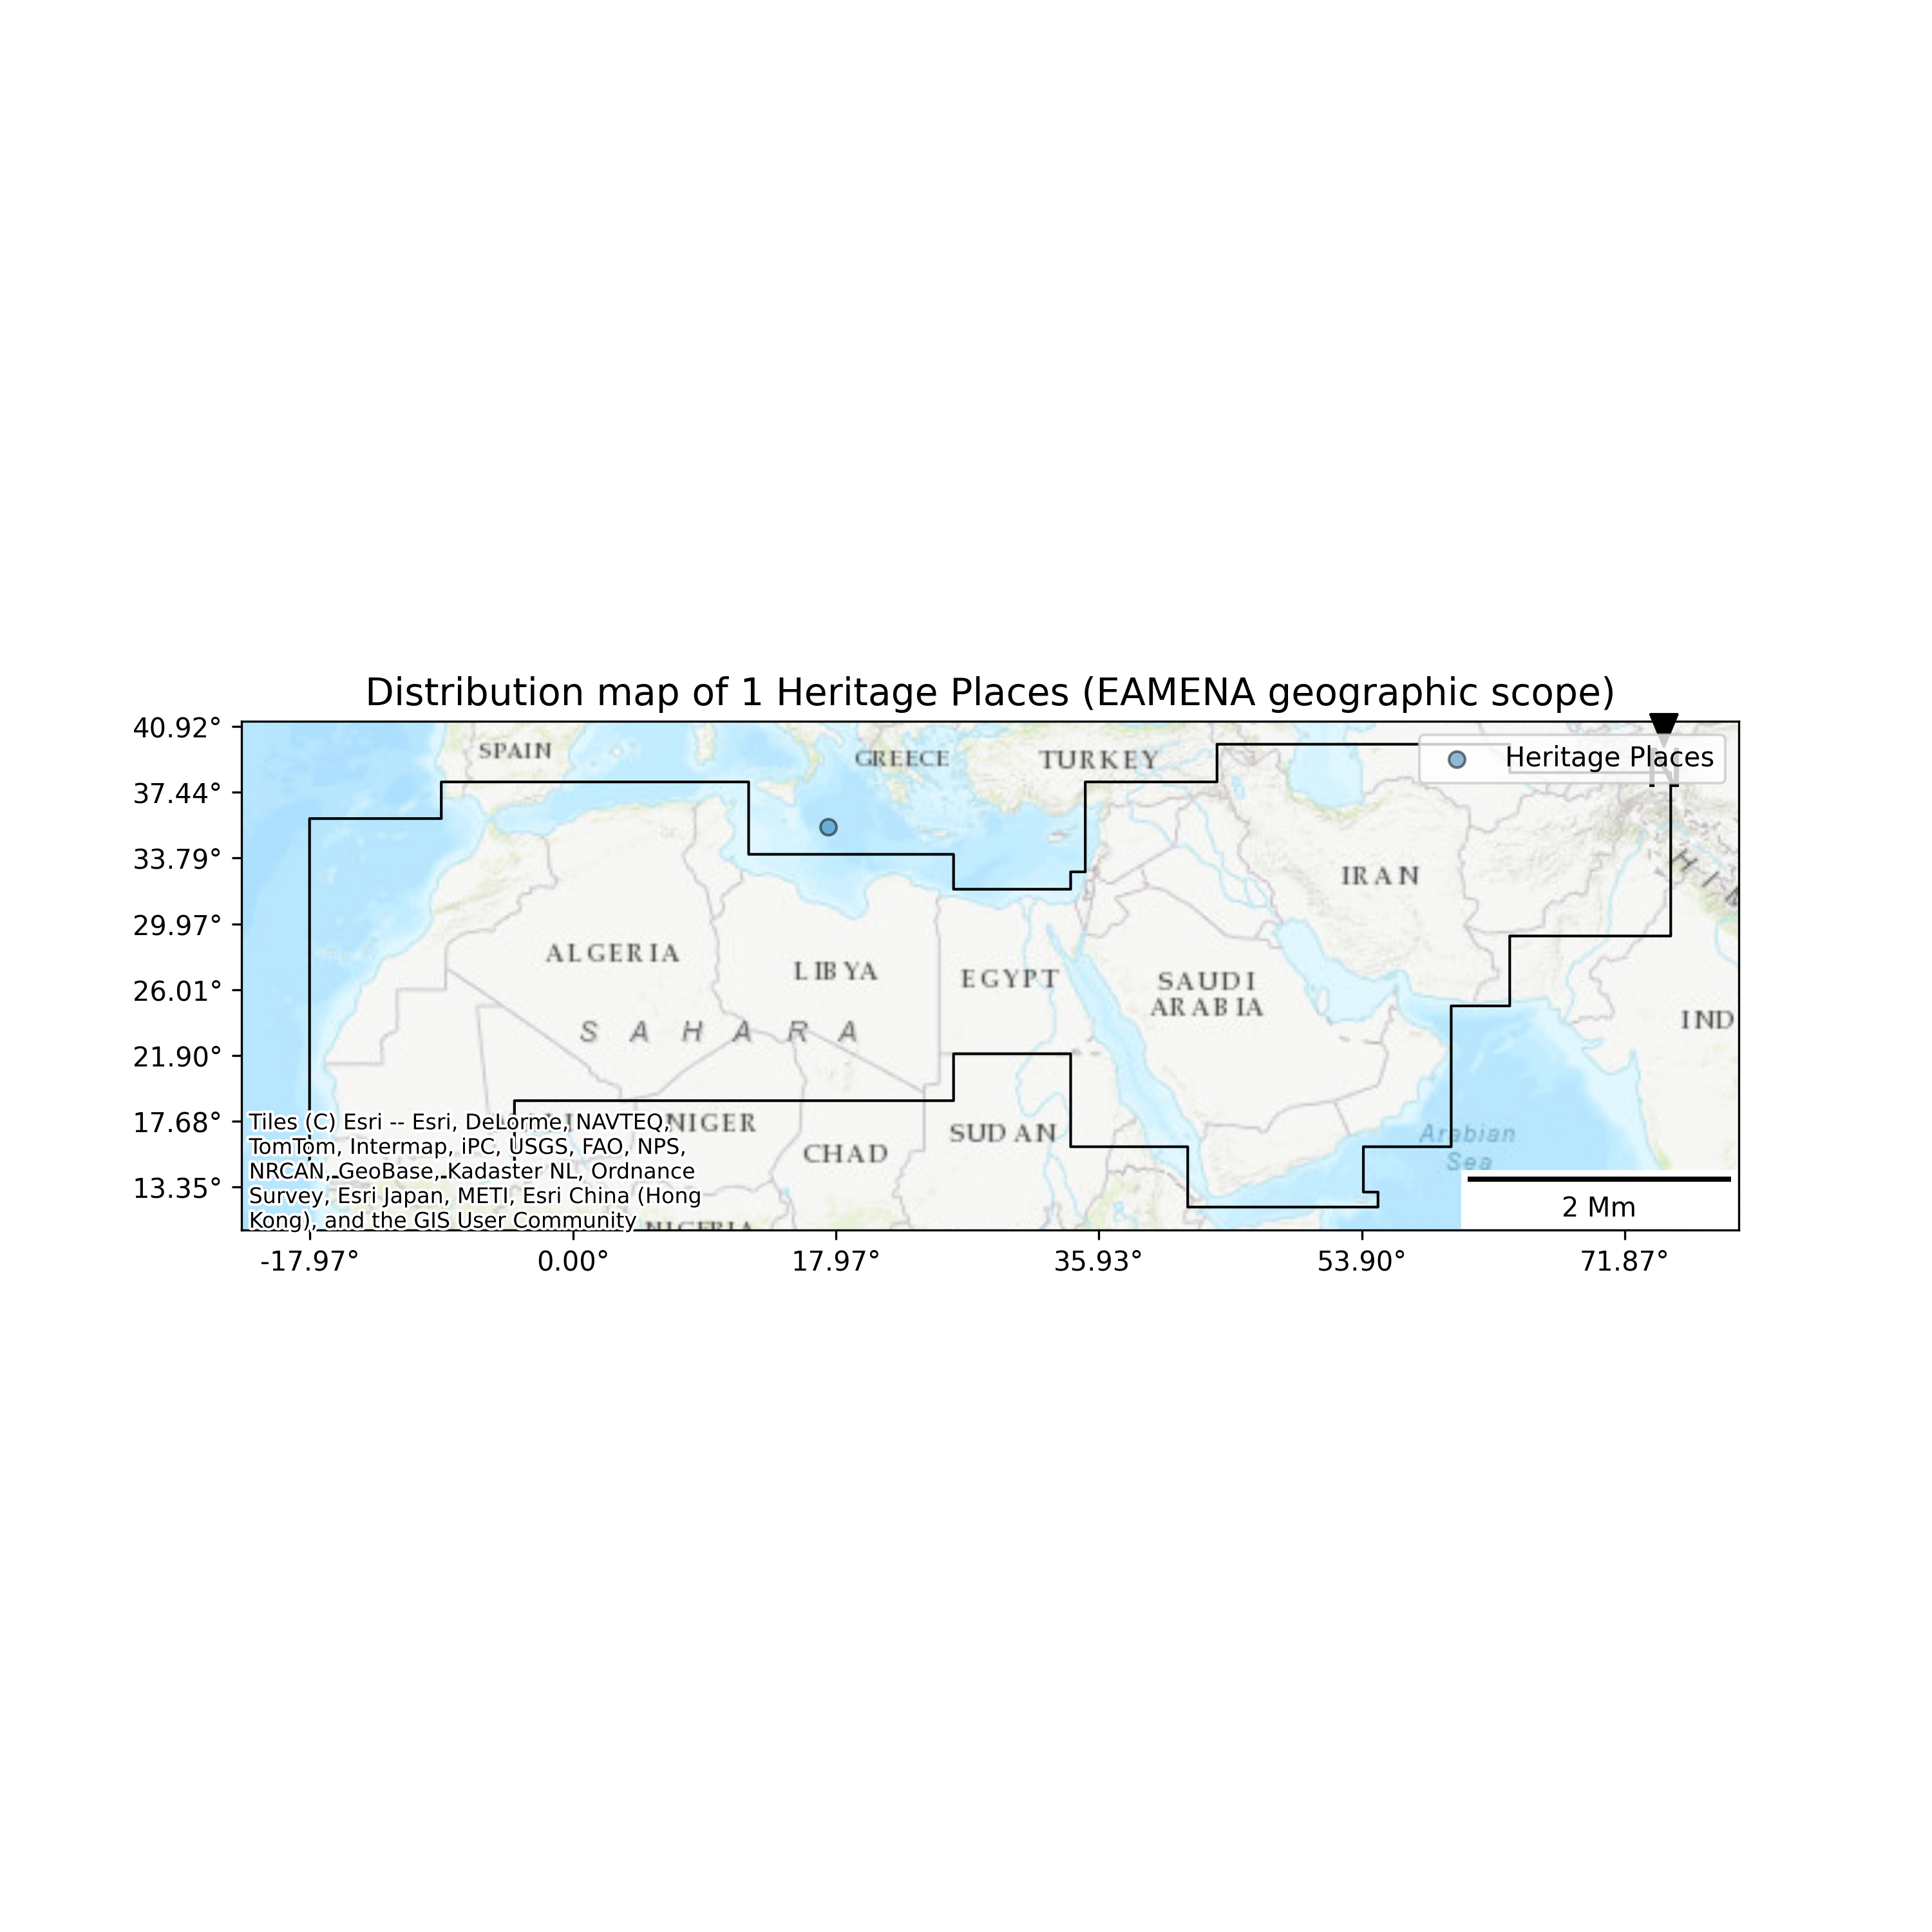 Distribution map of 1 Heritage Places (EAMENA geographic scope)
40.92°
37.44°
33.79°
29.97°
26.01°
21.90°
17.68°
13.35°
SPAIN
GREECE
TURKEY
Heritage Places
N
IRAN
ALGERIA
LIBYA
EGYPT
SAUDI
ARABIA
SAHARA
IND
NIGER
CHAD
SUDAN
Arabian
Sea
Tiles (C) Esri -- Esri, DeLorme, NAVTEQ,
TomTom, Intermap, iPC, USGS, FAO, NPS,
NRCAN, GeoBase, Kadaster NL, Ordnance
Survey, Esri Japan, METI, Esri China (Hong
Kong), and the GIS User Community
NIGERIA
2 Mm
-17.97°
0.00°
17.97°
35.93°
53.90°
71.87°